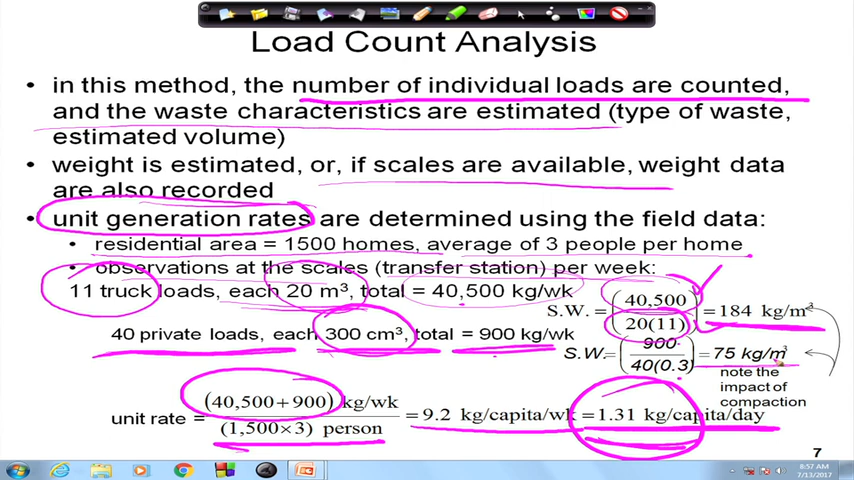 Load Count Analysis
• in this method, the number of individual loads are counted,
and the waste characteristics are estimated (type of waste,
estimated volume)
• weight is estimated, or, if scales are available, weight data
are also recorded
• unit generation rates are determined using the field data:
• residential area = 1500 homes, average of 3 people per home
• observations at the scales (transfer station) per week:
11 truck loads, each 20 m³, total = 40,500 kg/wk
S.W. = (40,500 / 20(11)) = 184 kg/m³
40 private loads, each 300 cm³, total = 900 kg/wk
S.W. = (900 / 40(0.3)) = 75 kg/m³
note the
impact of
compaction
unit rate = (40,500+900) kg/wk / (1,500×3) person = 9.2 kg/capita/wk = 1.31 kg/capita/day
7
8:57 AM
7/13/2017